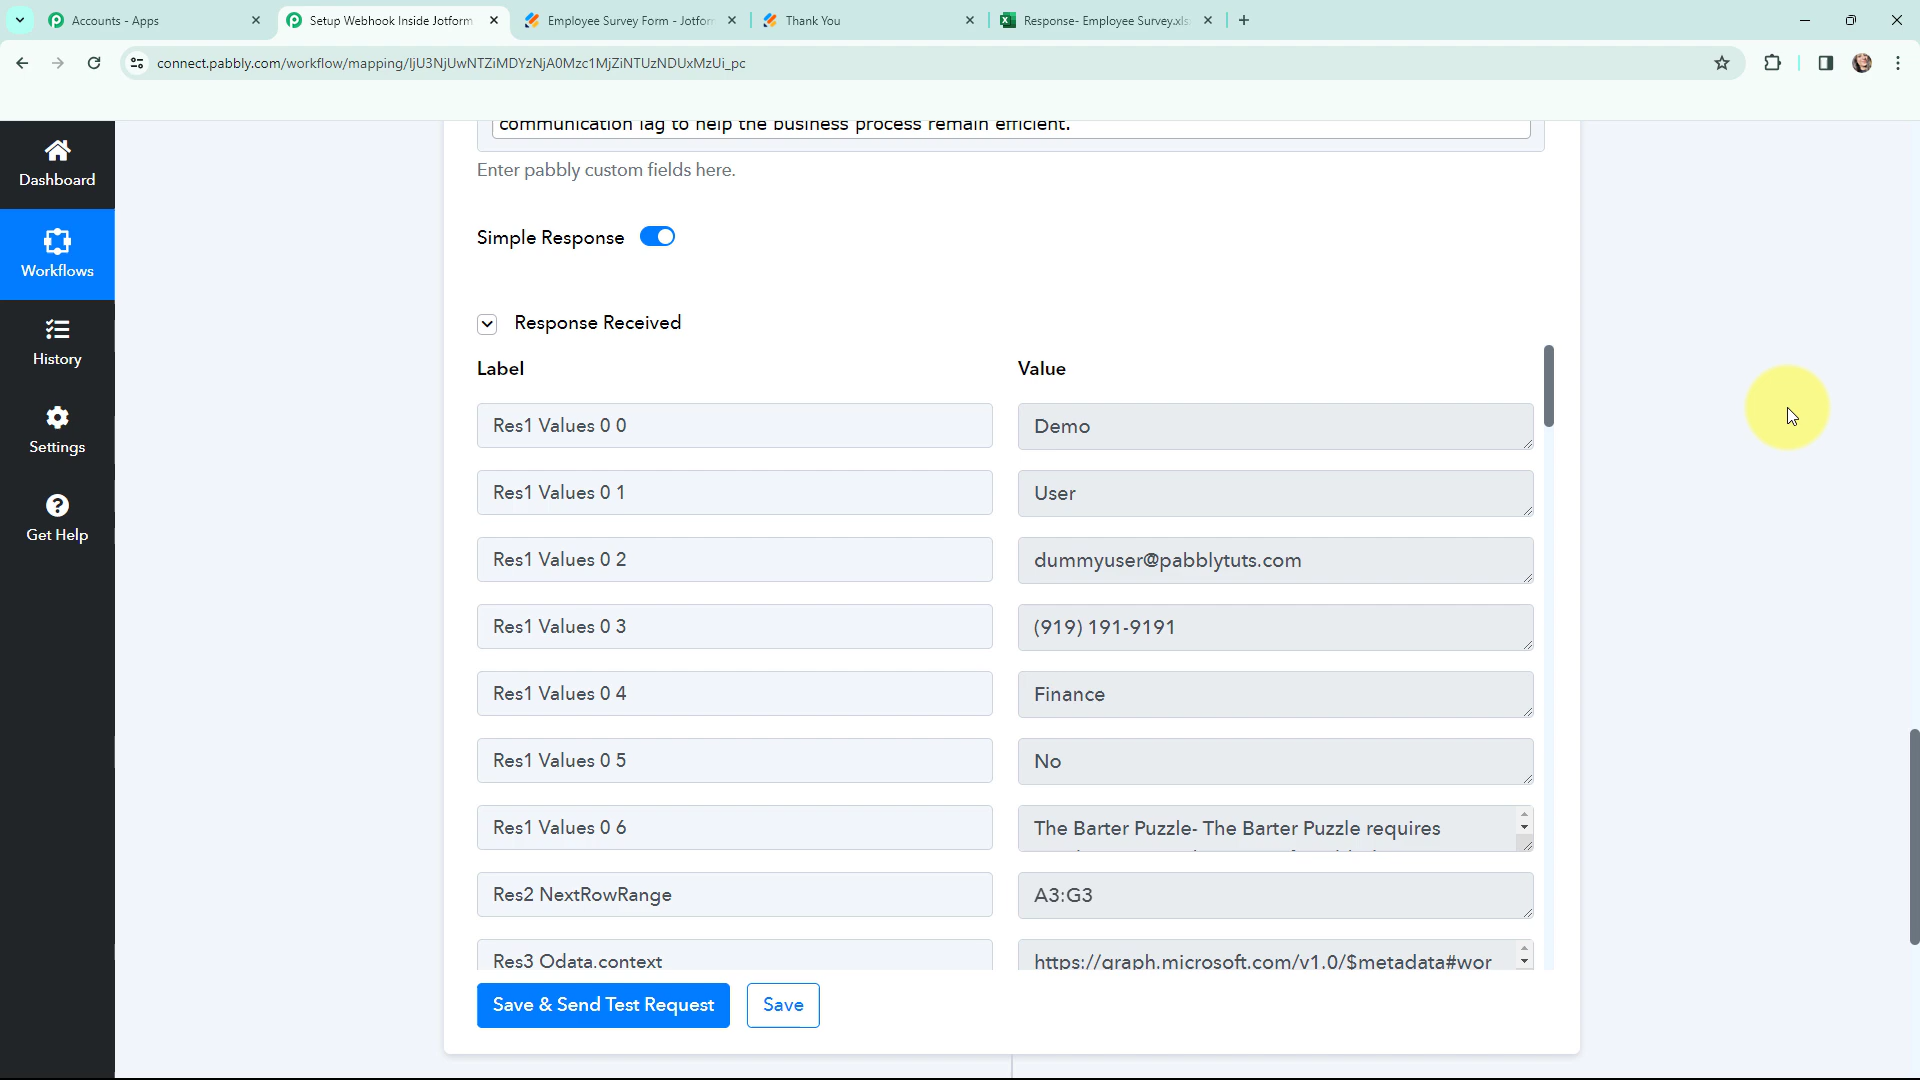 Accounts - Apps
Setup Webhook Inside Jotform
Employee Survey Form - Jotfor
Thank You
Response- Employee Survey.xls
connect.pabbly.com/workflow/mapping/IjU3NjUwNTZiMDYzNjA0Mzc1MjZiNTUzNDUxMzUi_pc
communication lag to help the business process remain efficient.
Enter pabbly custom fields here.
Dashboard
Workflows
History
Settings
Get Help
Simple Response
Response Received
Label Value
Res1 Values 0 0 Demo
Res1 Values 0 1 User
Res1 Values 0 2 dummyuser@pabblytuts.com
Res1 Values 0 3 (919) 191-9191
Res1 Values 0 4 Finance
Res1 Values 0 5 No
Res1 Values 0 6 The Barter Puzzle- The Barter Puzzle requires
Res2 NextRowRange A3:G3
Res3 Odata.context https://graph.microsoft.com/v1.0/$metadata#wor
Save & Send Test Request Save